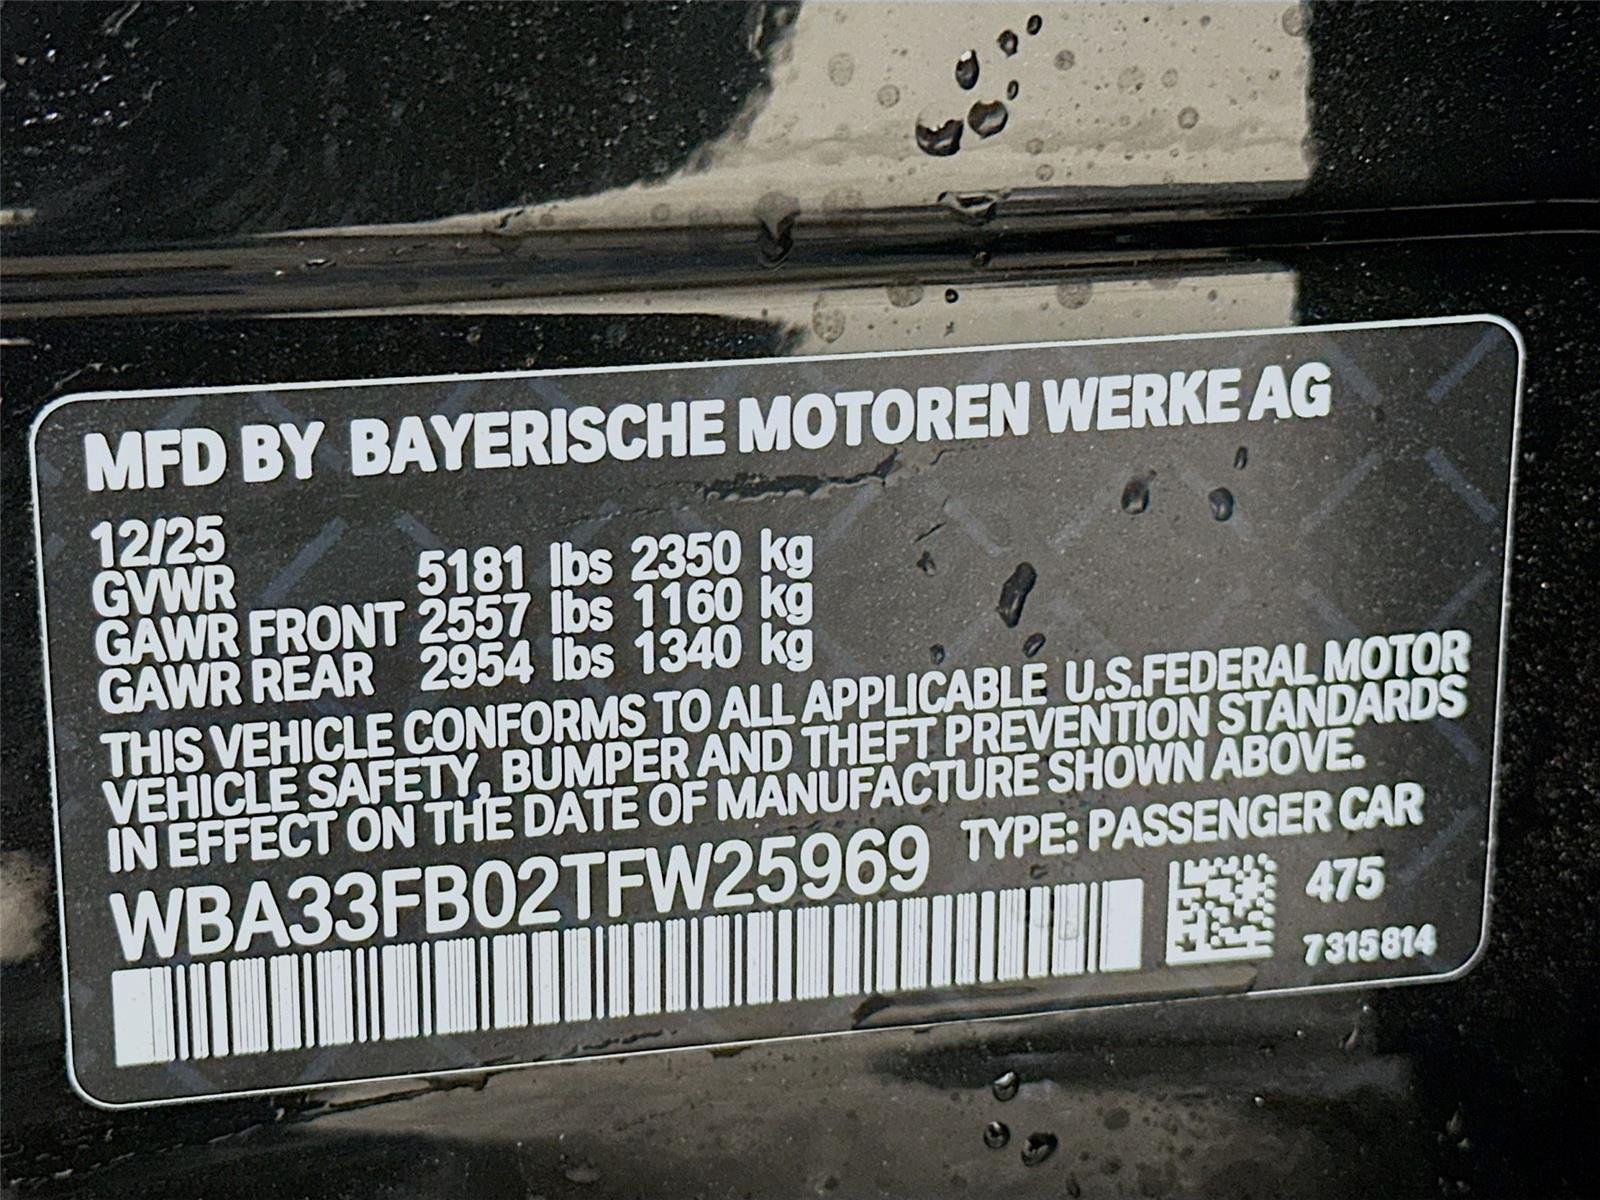 MFD BY BAYERISCHE MOTOREN WERKE AG
12/25
GVWR 5181 lbs 2350 kg
GAWR FRONT 2557 lbs 1160 kg
GAWR REAR 2954 lbs 1340 kg
THIS VEHICLE CONFORMS TO ALL APPLICABLE U.S.FEDERAL MOTOR
VEHICLE SAFETY, BUMPER AND THEFT PREVENTION STANDARDS
IN EFFECT ON THE DATE OF MANUFACTURE SHOWN ABOVE.
WBA33FB02TFW25969 TYPE: PASSENGER CAR
475
7315814